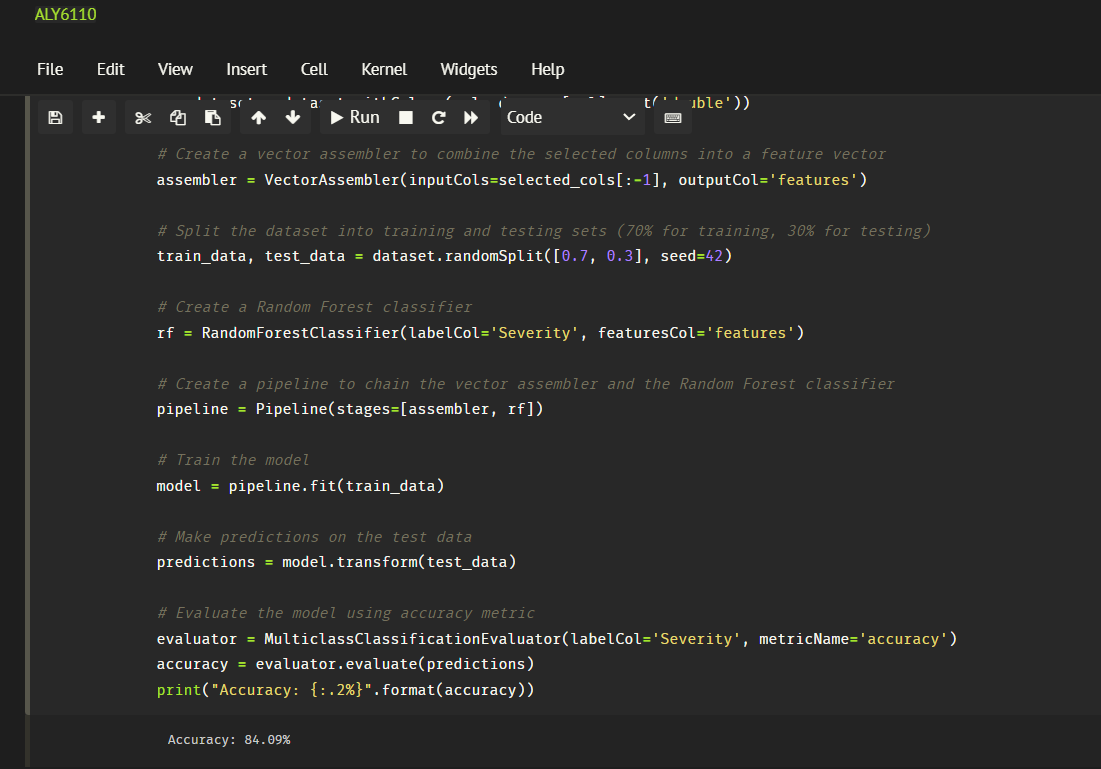 ALY6110
File Edit View Insert Cell Kernel Widgets Help
Run Code
# Create a vector assembler to combine the selected columns into a feature vector
assembler = VectorAssembler(inputCols=selected_cols[:-1], outputCol='features')
# Split the dataset into training and testing sets (70% for training, 30% for testing)
train_data, test_data = dataset.randomSplit([0.7, 0.3], seed=42)
# Create a Random Forest classifier
rf = RandomForestClassifier(labelCol='Severity', featuresCol='features')
# Create a pipeline to chain the vector assembler and the Random Forest classifier
pipeline = Pipeline(stages=[assembler, rf])
# Train the model
model = pipeline.fit(train_data)
# Make predictions on the test data
predictions = model.transform(test_data)
# Evaluate the model using accuracy metric
evaluator = MulticlassClassificationEvaluator(labelCol='Severity', metricName='accuracy')
accuracy = evaluator.evaluate(predictions)
print("Accuracy: {:.2%}".format(accuracy))
Accuracy: 84.09%